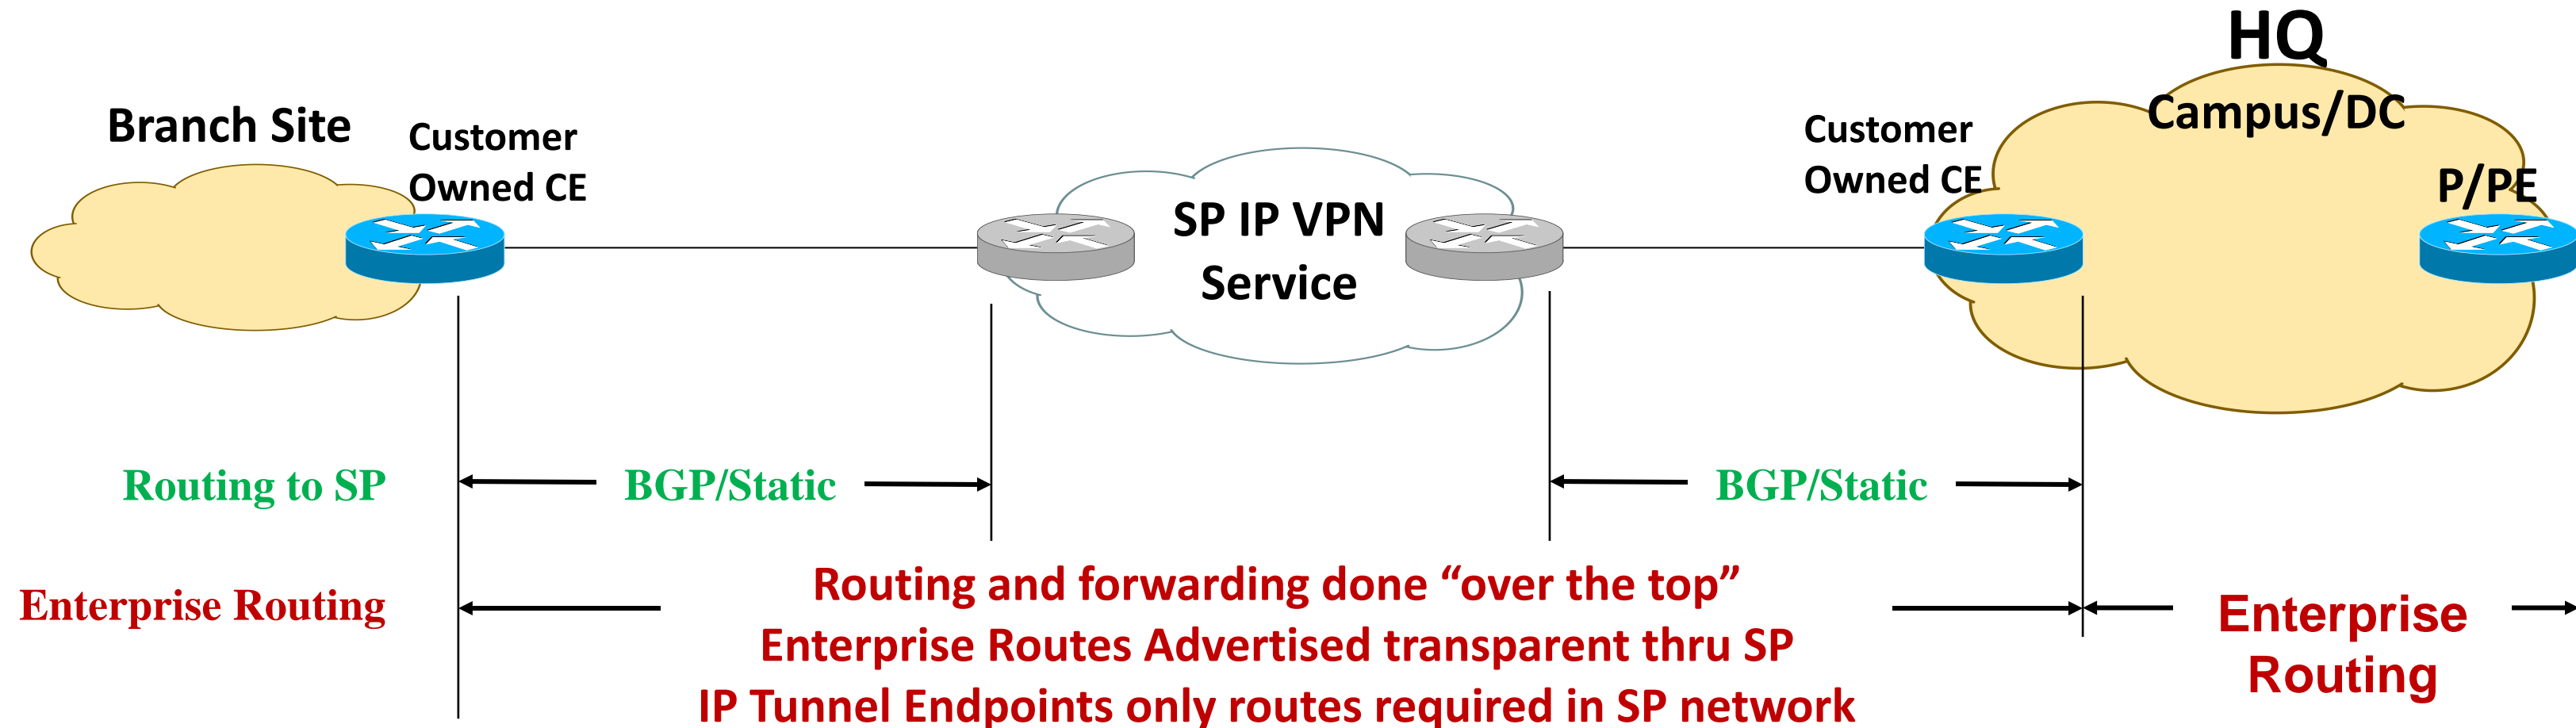 HQ
Campus/DC
Branch Site
Customer
Owned CE
SP IP VPN
Service
Customer
Owned CE
P/PE
Routing to SP
BGP/Static
BGP/Static
Enterprise Routing
Routing and forwarding done “over the top”
Enterprise Routes Advertised transparent thru SP
IP Tunnel Endpoints only routes required in SP network
Enterprise
Routing